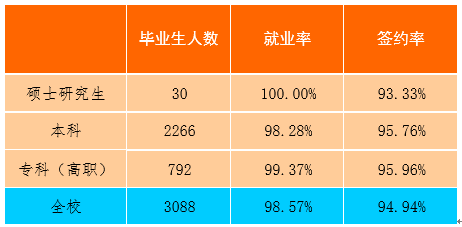 毕业生人数 就业率 签约率
硕士研究生 30 100.00% 93.33%
本科 2266 98.28% 95.76%
专科（高职） 792 99.37% 95.96%
全校 3088 98.57% 94.94%